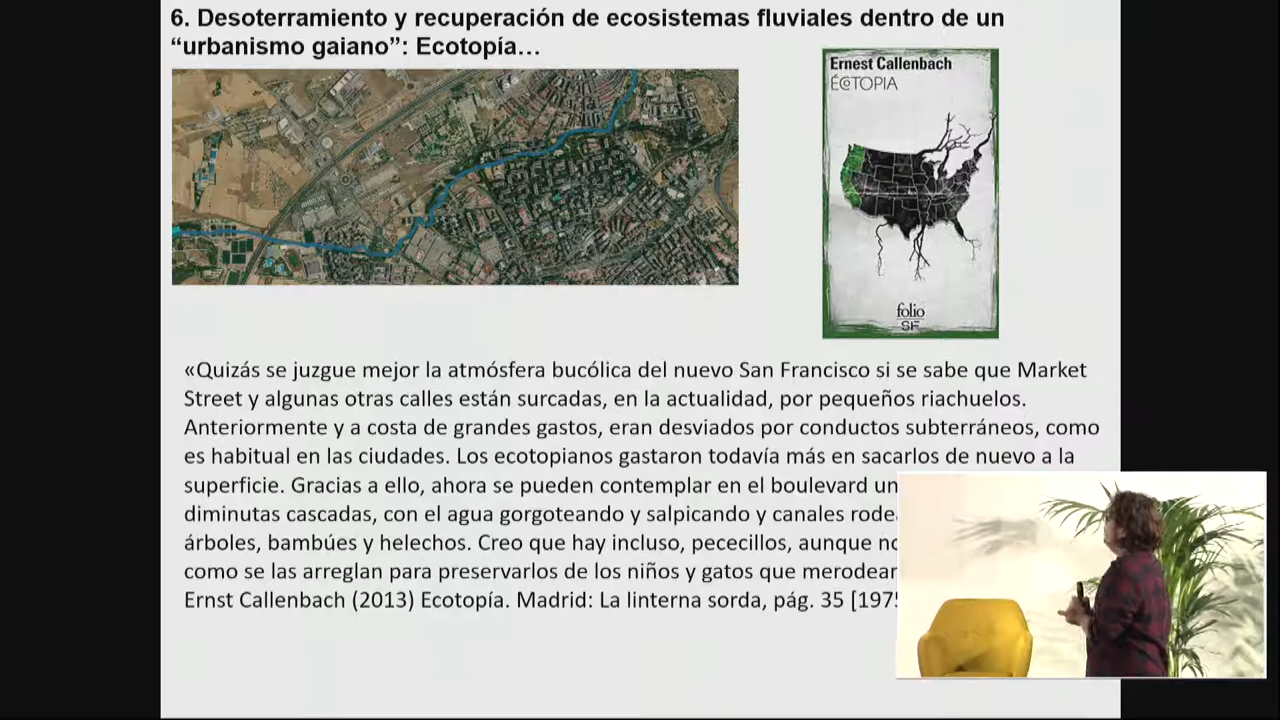 6. Desoterramiento y recuperación de ecosistemas fluviales dentro de un
“urbanismo gaiano”: Ecotopía…
Ernest Callenbach
ÉCOTOPIA
folio
SF
«Quizás se juzgue mejor la atmósfera bucólica del nuevo San Francisco si se sabe que Market
Street y algunas otras calles están surcadas, en la actualidad, por pequeños riachuelos.
Anteriormente y a costa de grandes gastos, eran desviados por conductos subterráneos, como
es habitual en las ciudades. Los ecotopianos gastaron todavía más en sacarlos de nuevo a la
superficie. Gracias a ello, ahora se pueden contemplar en el boulevard un
diminutas cascadas, con el agua gorgoteando y salpicando y canales
árboles, bambúes y helechos. Creo que hay incluso, pececillos, aunque
como se las arreglan para preservarlos de los niños y gatos que
Ernst Callenbach (2013) Ecotopía. Madrid: La linterna sorda, pág. 35